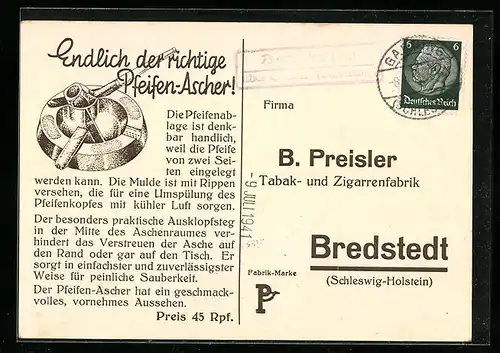 Endlich der richtige
Pfeifen-Ascher!
Die Pfeifenab-
lage ist denk-
bar handlich,
weil die Pfeife
von zwei Sei-
ten eingelegt
werden kann. Die Mulde ist mit Rippen
versehen, die für eine Umspülung des
Pfeifenkopfes mit kühler Luft sorgen.
Der besonders praktische Ausklopfsteg
in der Mitte des Aschenraumes ver-
hindert das Verstreuen der Asche auf
den Rand oder gar auf den Tisch. Er
sorgt in einfachster und zuverlässigster
Weise für peinliche Sauberkeit.
Der Pfeifen-Ascher hat ein geschmack-
volles, vornehmes Aussehen.
Preis 45 Rpf.
6 6
Deutsches Reich
Firma
B. Preisler
Tabak- und Zigarrenfabrik
-9. JULI 1941
Bredstedt
(Schleswig-Holstein)
Fabrik-Marke
P